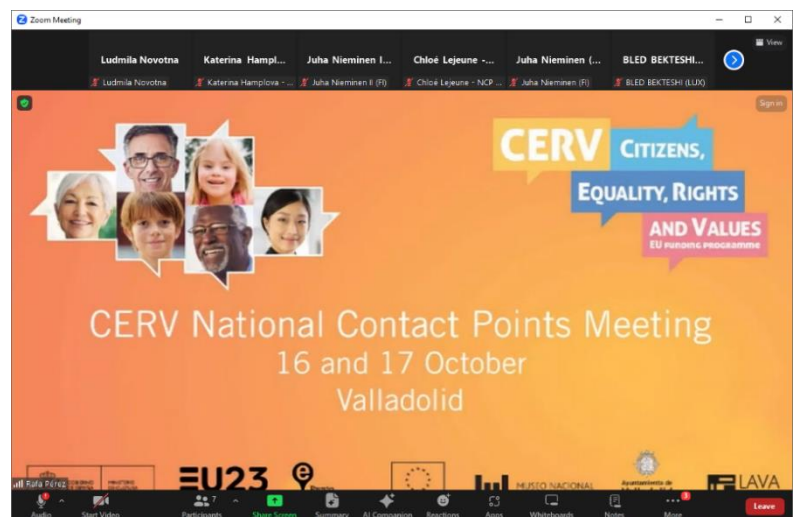 Zoom Meeting
View
Ludmila Novotna
Katerina Hampl...
Juha Nieminen I...
Chloé Lejeune -...
Juha Nieminen (...
BLED BEKTESHI...
Ludmila Novotna
Katerina Hamplova - ...
Juha Nieminen II (FI)
Chloé Lejeune - NCP ...
Juha Nieminen (FI)
BLED BEKTESHI (LUX)
Sign in
CERV CITIZENS,
EQUALITY, RIGHTS
AND VALUES
EU FUNDING PROGRAMME
CERV National Contact Points Meeting
16 and 17 October
Valladolid
EU23
MUSEO NACIONAL
Ayuntamiento de
LAVA
Rafa Pérez
Audio
Start Video
7
Participants
Share Screen
Summary
AI Companion
Reactions
Apps
Whiteboards
Notes
More
Leave